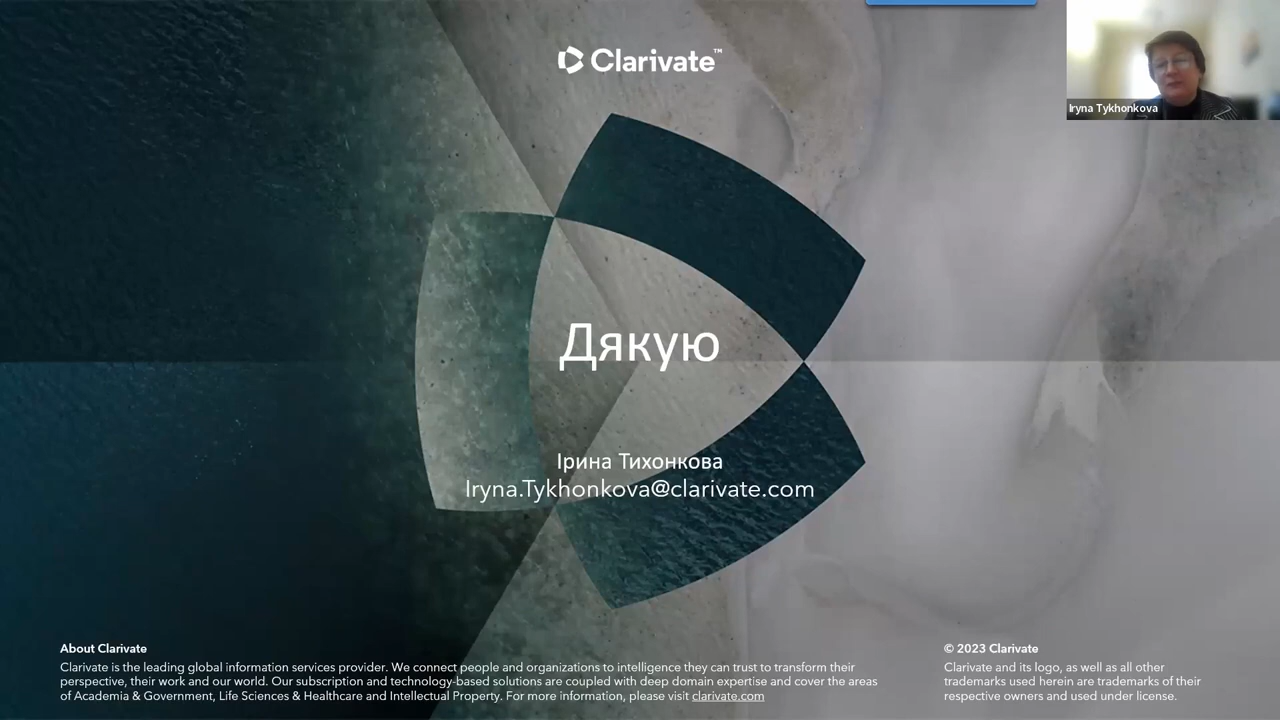 Clarivate™
Iryna Tykhonkova
Дякую
Ірина Тихонкова
Iryna.Tykhonkova@clarivate.com
About Clarivate
Clarivate is the leading global information services provider. We connect people and organizations to intelligence they can trust to transform their
perspective, their work and our world. Our subscription and technology-based solutions are coupled with deep domain expertise and cover the areas
of Academia & Government, Life Sciences & Healthcare and Intellectual Property. For more information, please visit clarivate.com
© 2023 Clarivate
Clarivate and its logo, as well as all other
trademarks used herein are trademarks of their
respective owners and used under license.